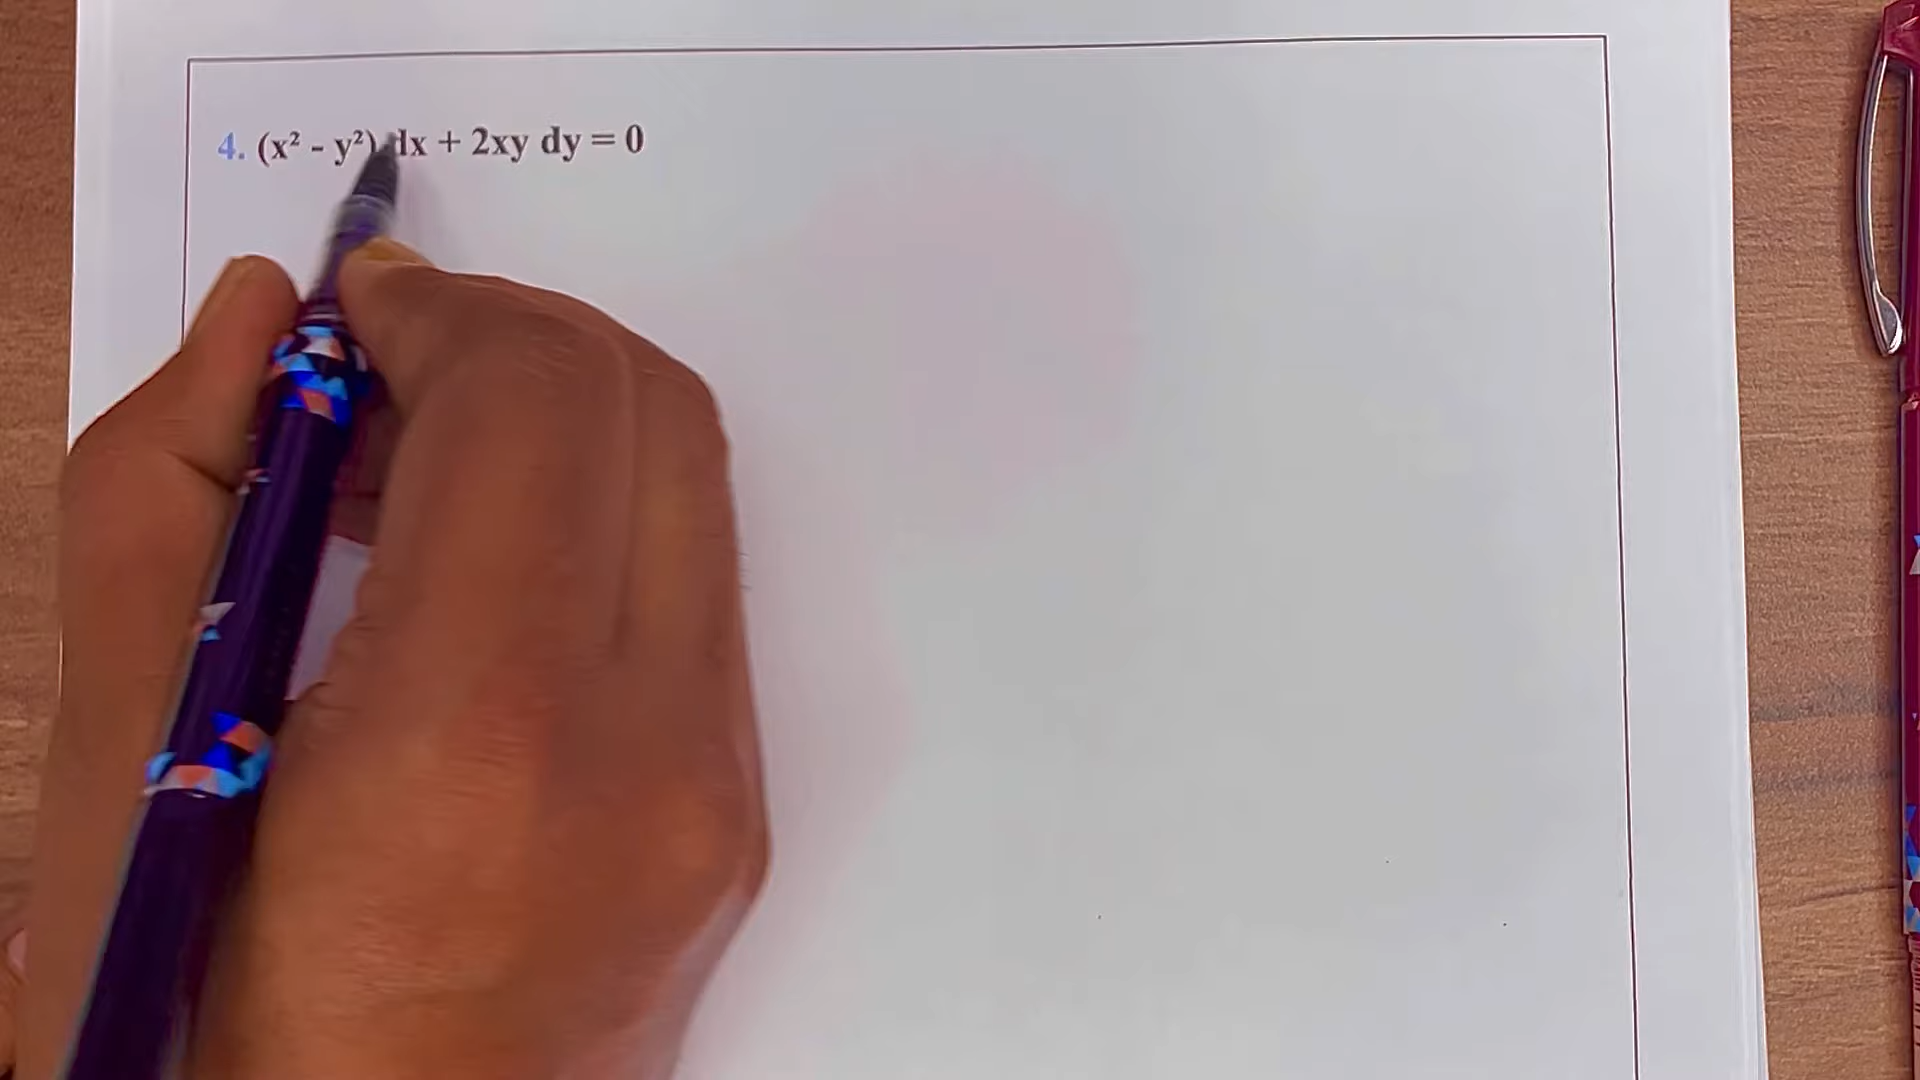 4. (x² - y²) dx + 2xy dy = 0